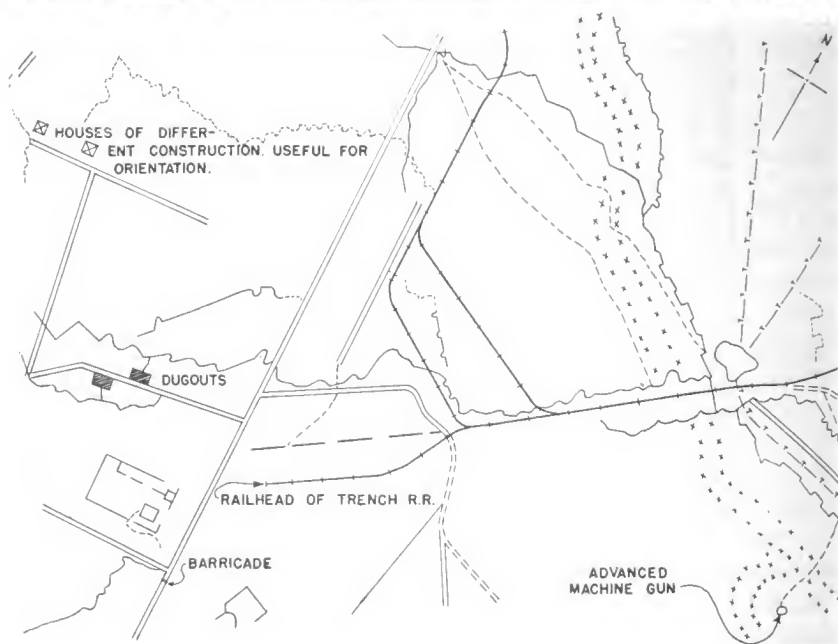 N
HOUSES OF DIFFER-
ENT CONSTRUCTION. USEFUL FOR
ORIENTATION.
DUGOUTS
RAILHEAD OF TRENCH R.R.
BARRICADE
ADVANCED
MACHINE GUN